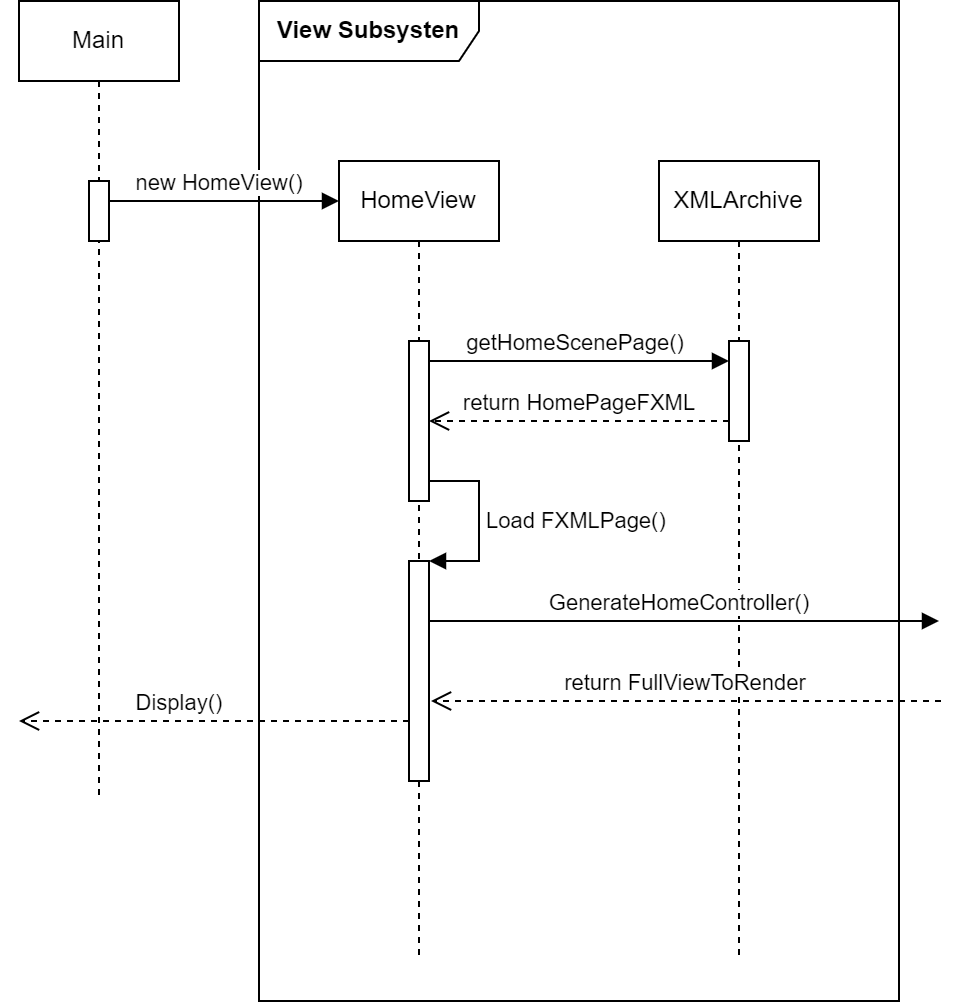 Main
View Subsysten
new HomeView()
HomeView
XMLArchive
getHomeScenePage()
return HomePageFXML
Load FXMLPage()
GenerateHomeController()
return FullViewToRender
Display()